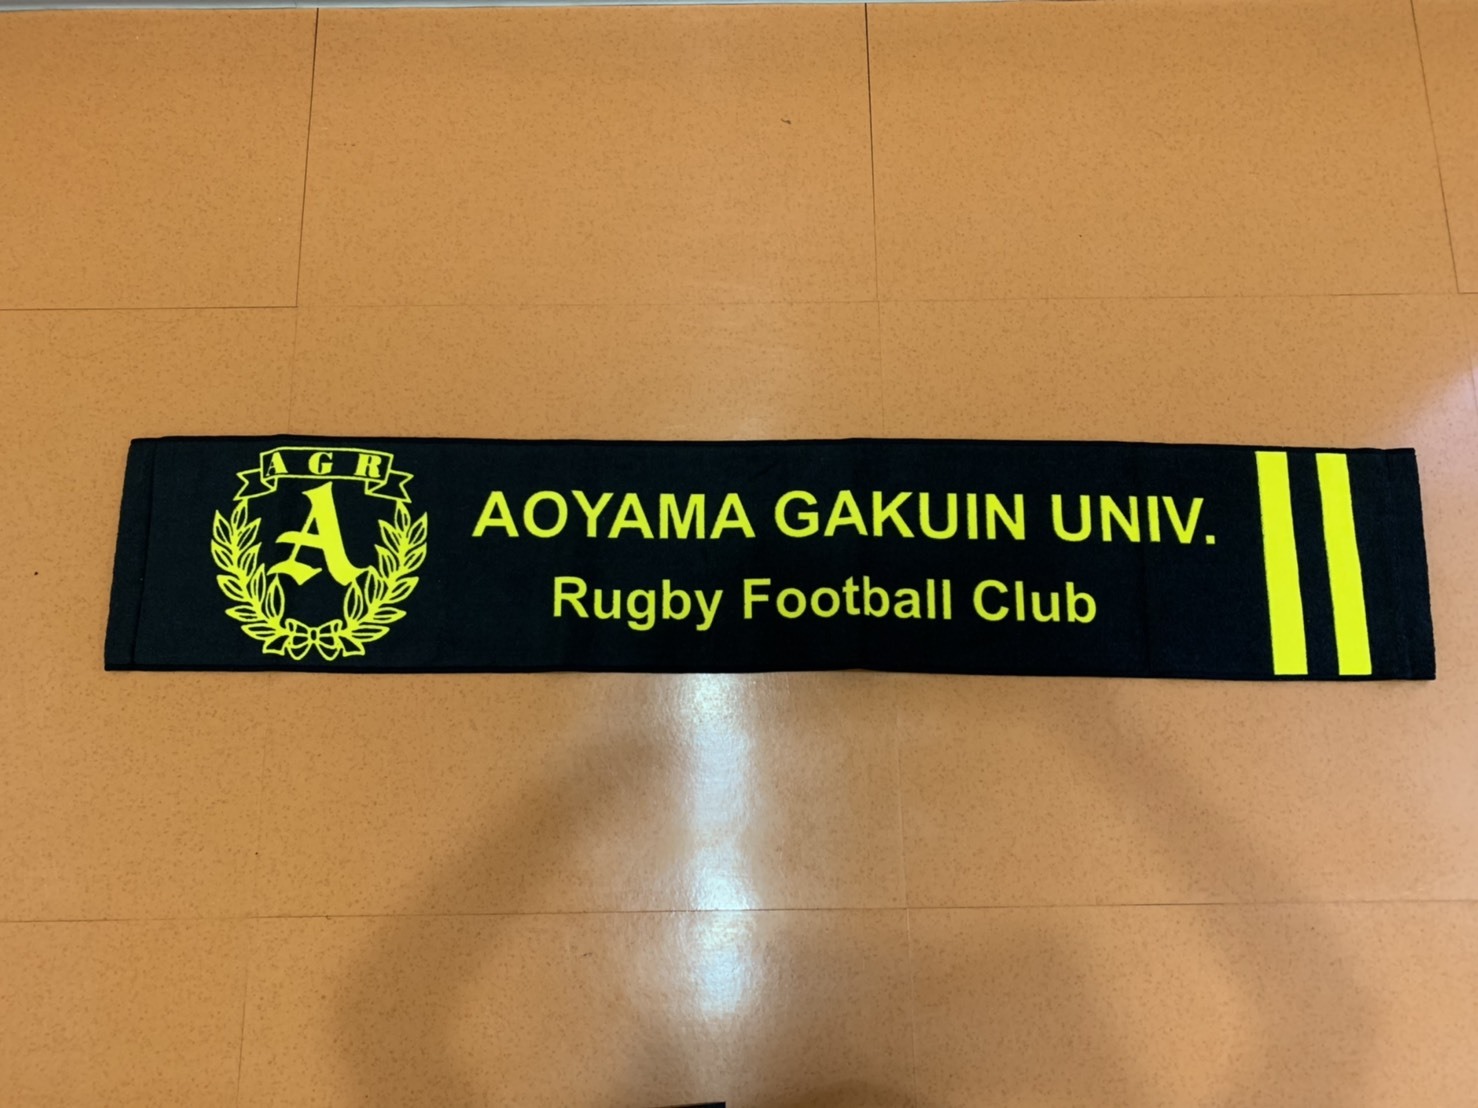 AGR
A
AOYAMA GAKUIN UNIV.
Rugby Football Club